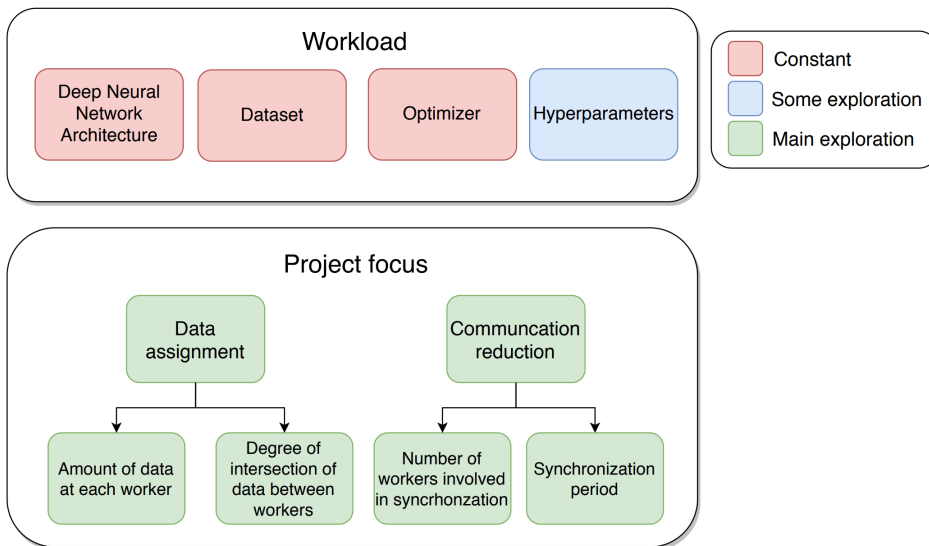 Workload
Deep Neural
Network
Architecture
Dataset
Optimizer
Hyperparameters
Constant
Some exploration
Main exploration
Project focus
Data
assignment
Communcation
reduction
Amount of data
at each worker
Degree of
intersection of
data between
workers
Number of
workers involved
in syncrhonzation
Synchronization
period